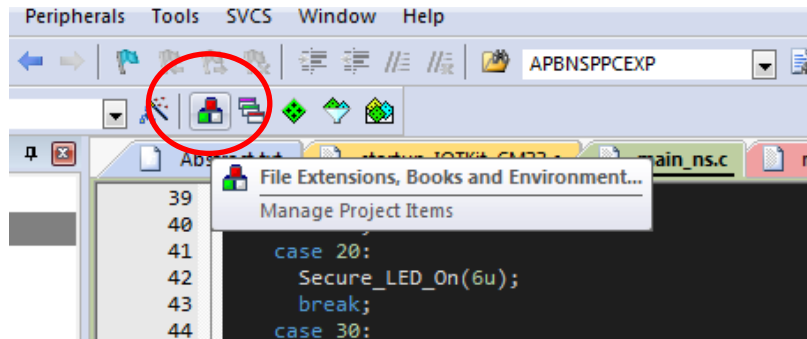 Peripherals Tools SVCS Window Help
APBNSPPCEXP
main_ns.c
File Extensions, Books and Environment...
39
Manage Project Items
40
41 case 20:
42 Secure_LED_On(6u);
43 break;
44 case 30: